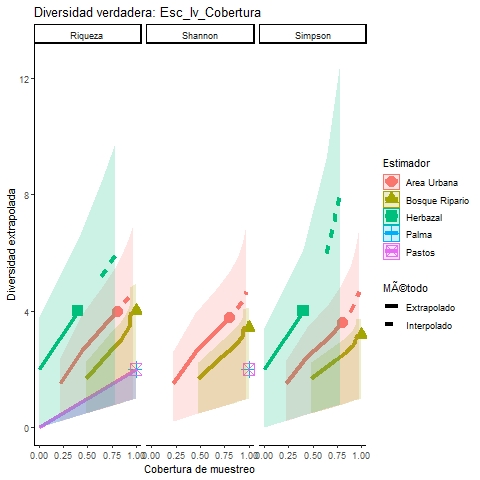 Diversidad verdadera: Esc_lv_Cobertura
Riqueza
Shannon
Simpson
Diversidad extrapolada
12
8
4
0
0.00 0.25 0.50 0.75 1.00
0.00 0.25 0.50 0.75 1.00
0.00 0.25 0.50 0.75 1.00
Cobertura de muestreo
Estimador
Area Urbana
Bosque Ripario
Herbazal
Palma
Pastos
MÃ©todo
Extrapolado
Interpolado